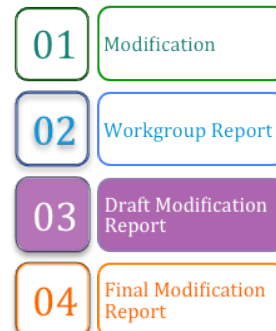 01
Modification
02
Workgroup Report
03
Draft Modification
Report
04
Final Modification
Report